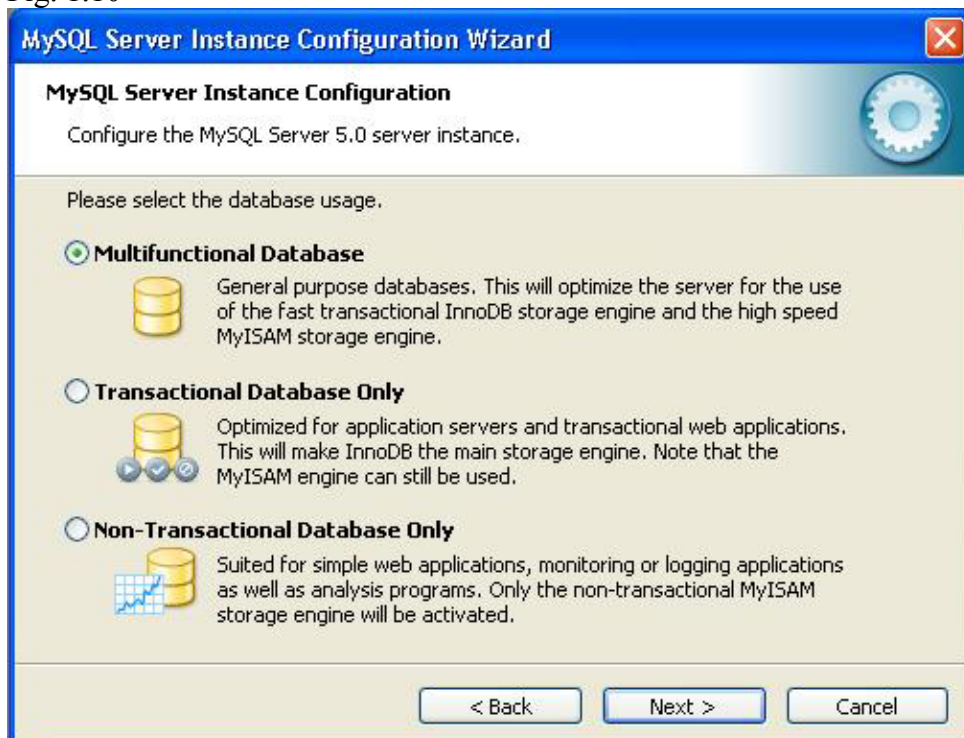 MySQL Server Instance Configuration Wizard
MySQL Server Instance Configuration
Configure the MySQL Server 5.0 server instance.
Please select the database usage.
Multifunctional Database
General purpose databases. This will optimize the server for the use
of the fast transactional InnoDB storage engine and the high speed
MyISAM storage engine.
Transactional Database Only
Optimized for application servers and transactional web applications.
This will make InnoDB the main storage engine. Note that the
MyISAM engine can still be used.
Non-Transactional Database Only
Suited for simple web applications, monitoring or logging applications
as well as analysis programs. Only the non-transactional MyISAM
storage engine will be activated.
< Back Next > Cancel